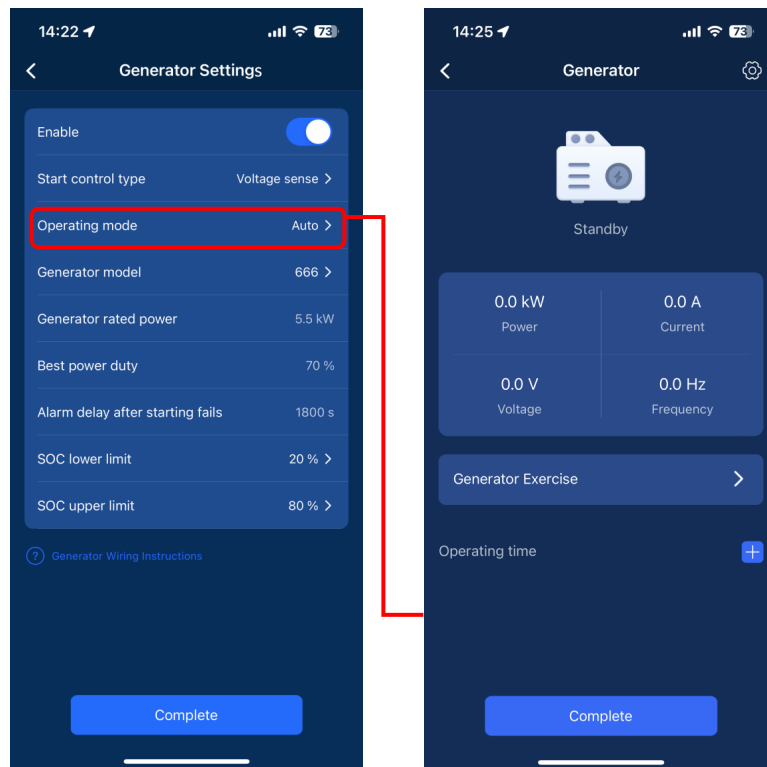 14:22
73
Generator Settings
Enable
Start control type Voltage sense
Operating mode Auto
Generator model 666
Generator rated power 5.5 kW
Best power duty 70 %
Alarm delay after starting fails 1800 s
SOC lower limit 20 %
SOC upper limit 80 %
? Generator Wiring Instructions
Complete
14:25
73
Generator
Standby
0.0 kW 0.0 A
Power Current
0.0 V 0.0 Hz
Voltage Frequency
Generator Exercise
Operating time
Complete